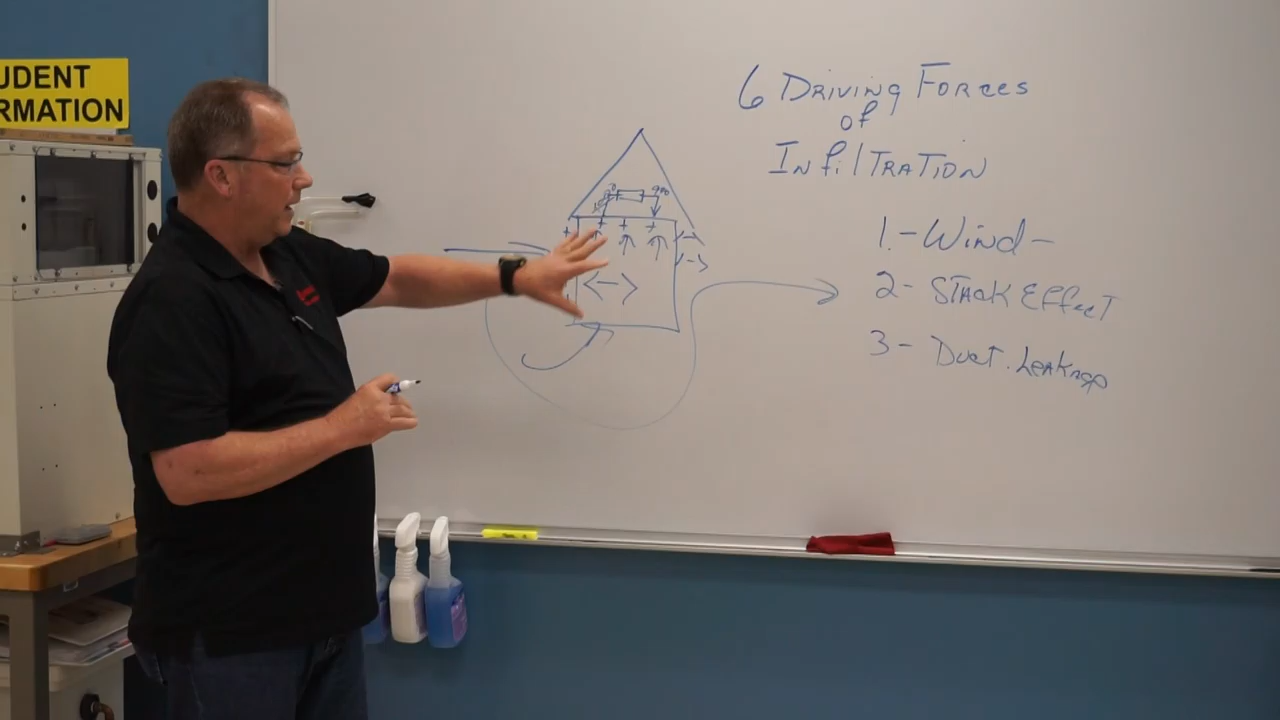 UDENT
RMATION
6 Driving Forces
of
Infiltration
1.-Wind-
2- Stack Effect
3- Duct. Leakage